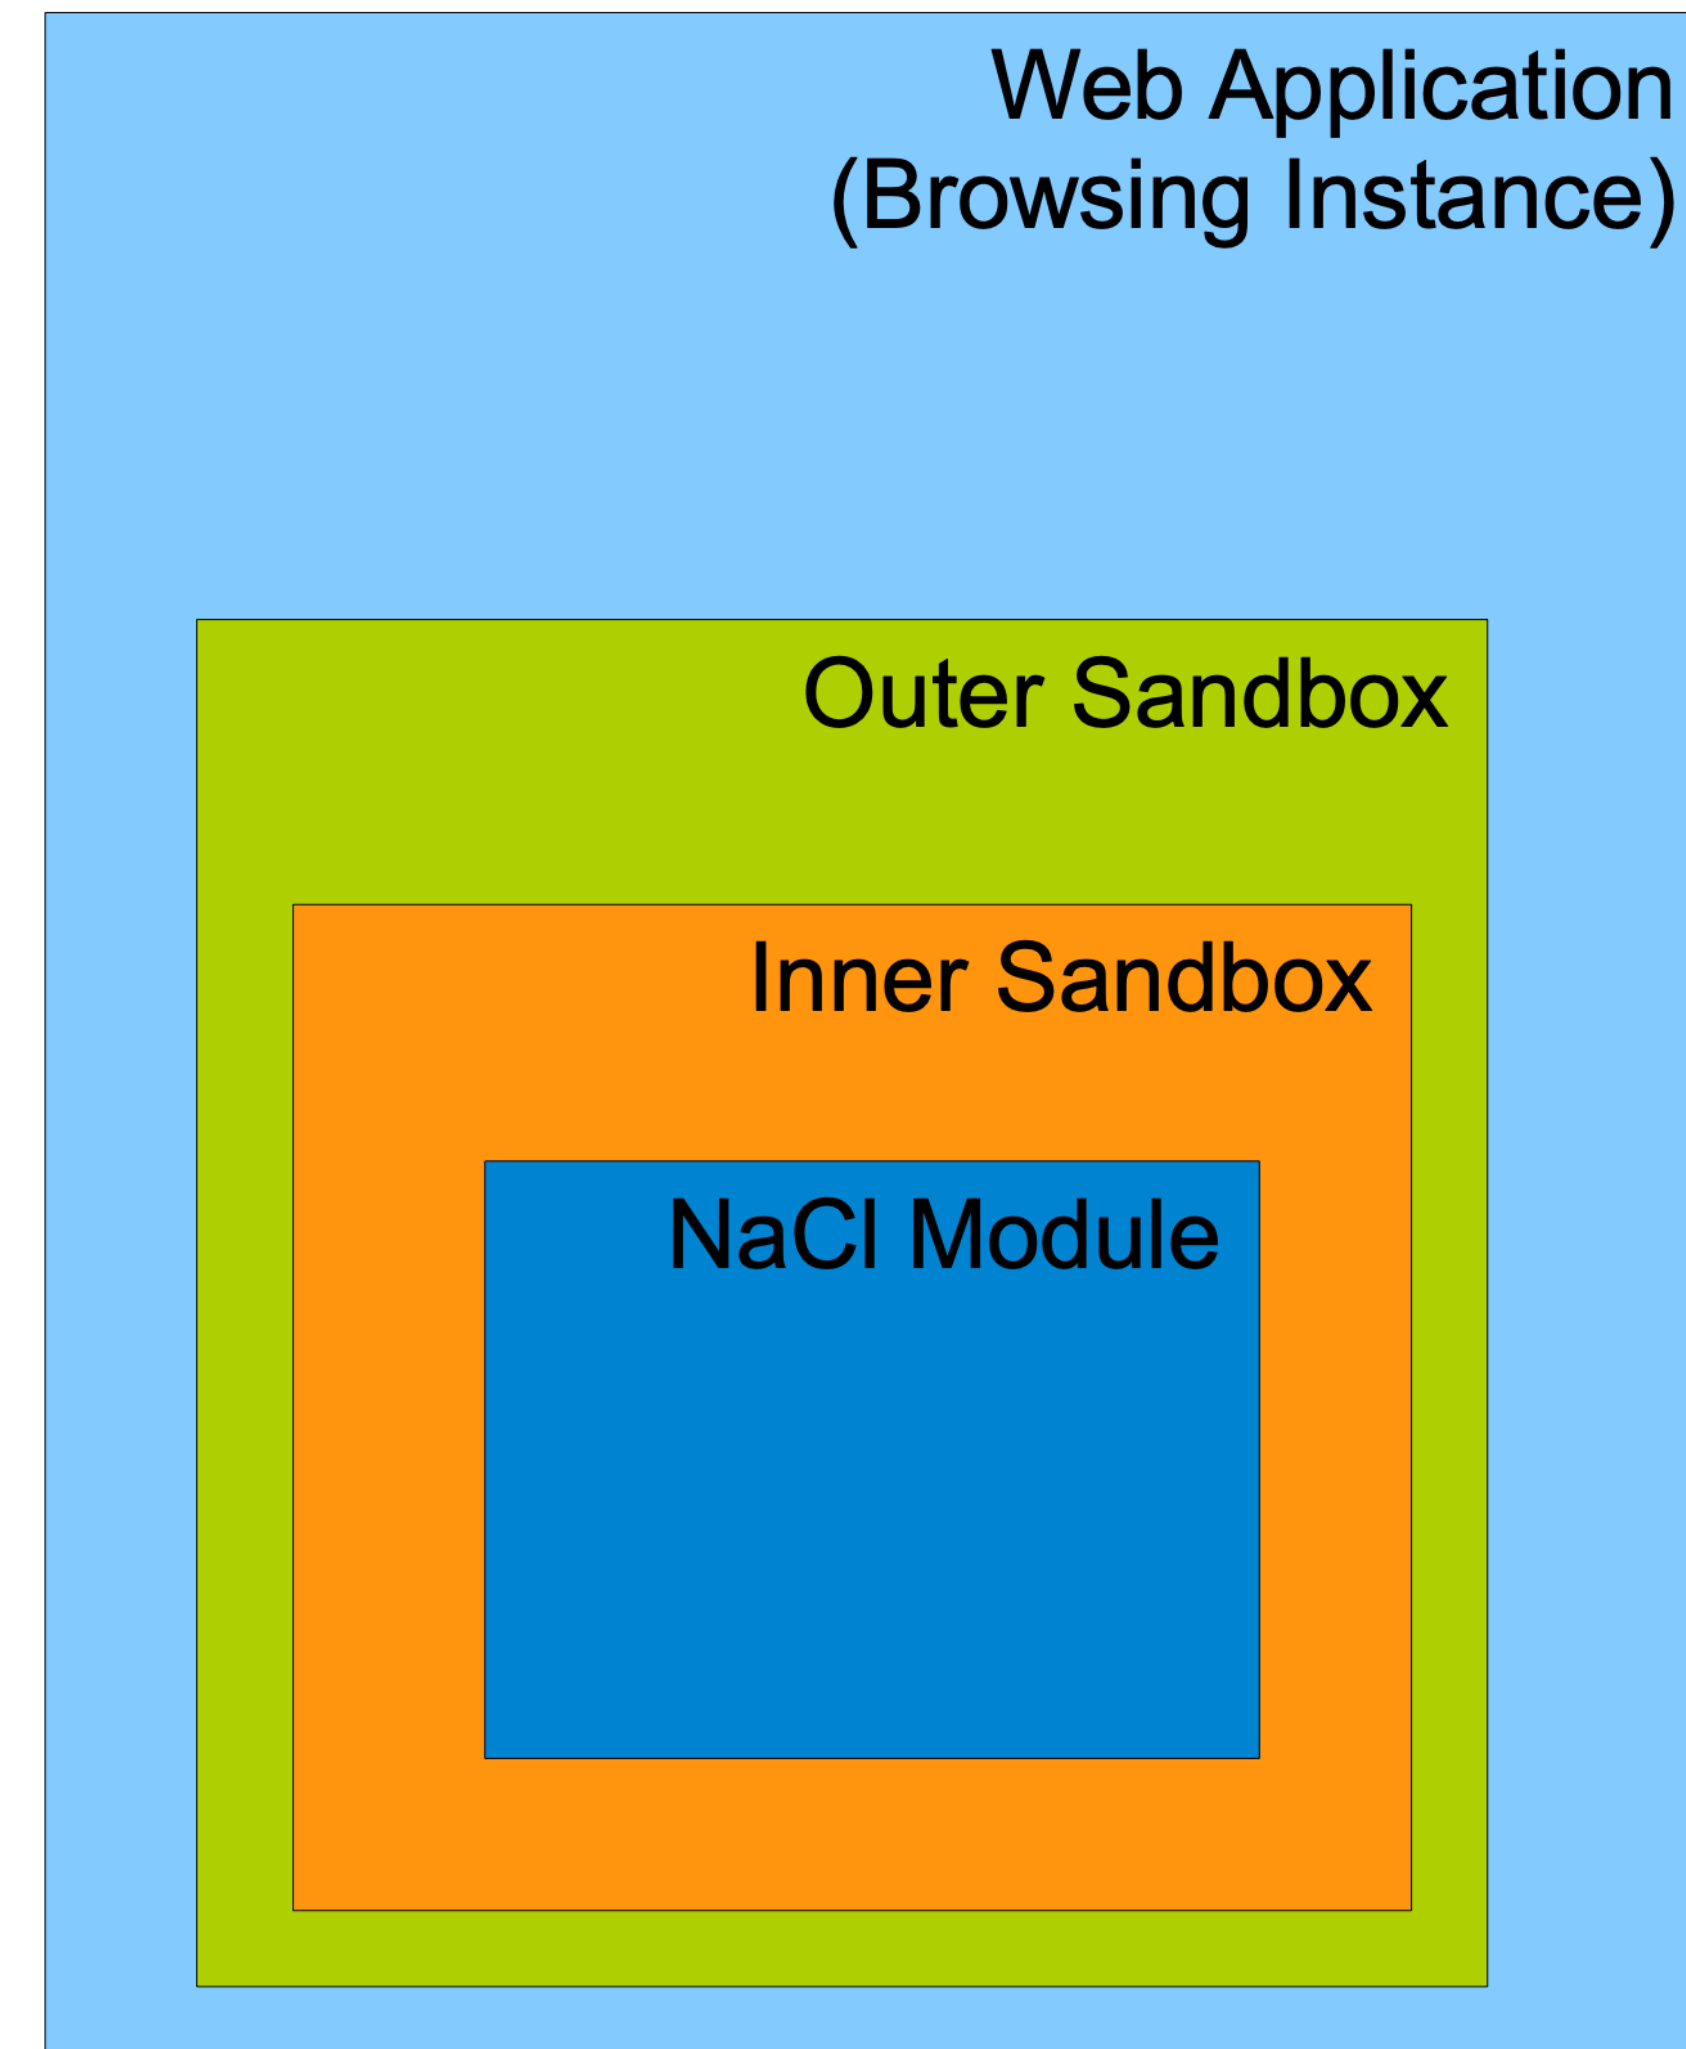 Web Application
(Browsing Instance)
Outer Sandbox
Inner Sandbox
NaCl Module